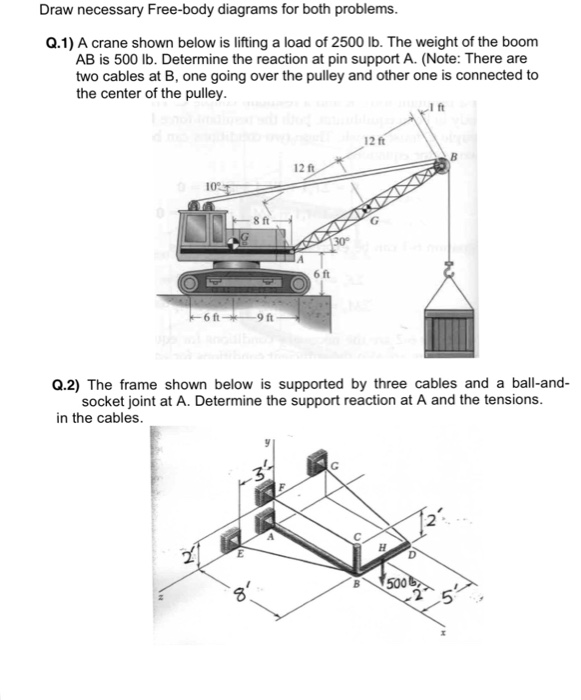 Draw necessary Free-body diagrams for both problems.
Q.1) A crane shown below is lifting a load of 2500 lb. The weight of the boom
AB is 500 lb. Determine the reaction at pin support A. (Note: There are
two cables at B, one going over the pulley and other one is connected to
the center of the pulley.
1 ft
12 ft
B
12 ft
10°
8 ft
G
G
30°
A
6 ft
6 ft
9 ft
Q.2) The frame shown below is supported by three cables and a ball-and-
socket joint at A. Determine the support reaction at A and the tensions.
in the cables.
y
3'
G
F
2'
A
C
H
D
2'
E
B
500 lb
2'
5'
8'
z
x